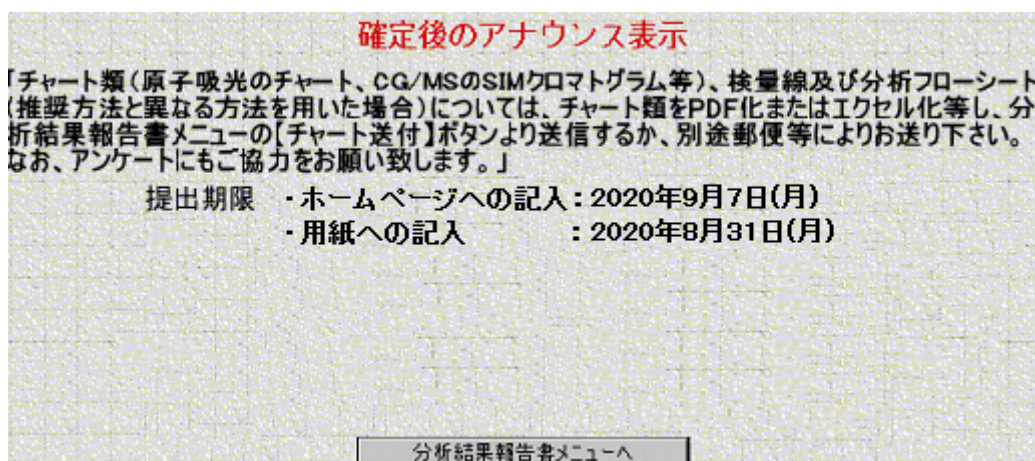 確定後のアナウンス表示
「チャート類(原子吸光のチャート、CG/MSのSIMクロマトグラム等)、検量線及び分析フローシート
(推奨方法と異なる方法を用いた場合)については、チャート類をPDF化またはエクセル化等し、分
析結果報告書メニューの【チャート送付】ボタンより送信するか、別途郵便等によりお送り下さい。
なお、アンケートにもご協力をお願い致します。」
提出期限 ・ホームページへの記入:2020年9月7日(月)
・用紙への記入 :2020年8月31日(月)
分析結果報告書メニューへ